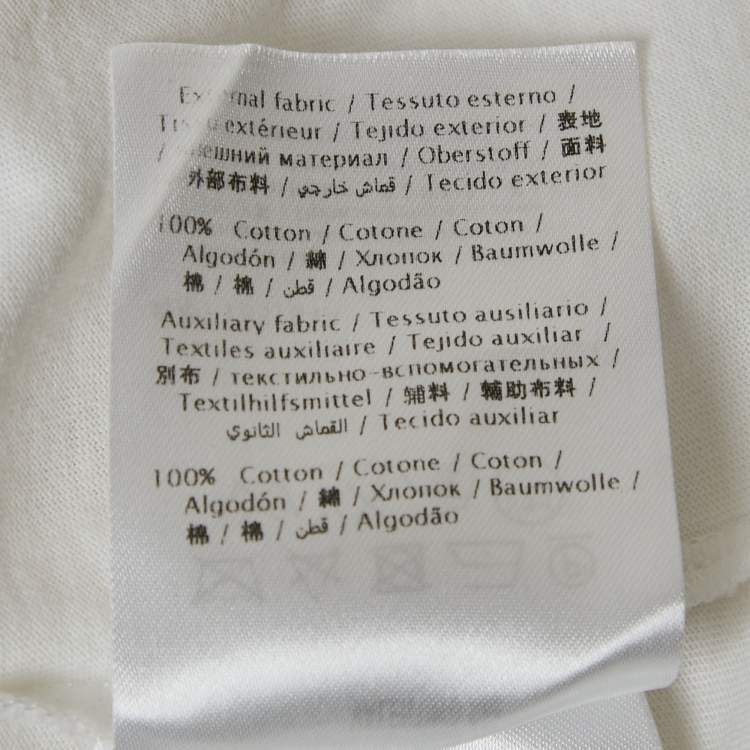 External fabric / Tessuto esterno /
Tissu extérieur / Tejido exterior / 表地
/ Внешний материал / Oberstoff / 面料
外部布料 / قماش خارجي / Tecido exterior
100% Cotton / Cotone / Coton /
Algodón / 綿 / Хлопок / Baumwolle /
棉 / 棉 / قطن / Algodão
Auxiliary fabric / Tessuto ausiliario /
Textiles auxiliaire / Tejido auxiliar /
別布 / текстильно-вспомогательных /
Textilhilfsmittel / 辅料 / 輔助布料 /
القماش الثانوي / Tecido auxiliar
100% Cotton / Cotone / Coton /
Algodón / 綿 / Хлопок / Baumwolle /
棉 / 棉 / قطن / Algodão